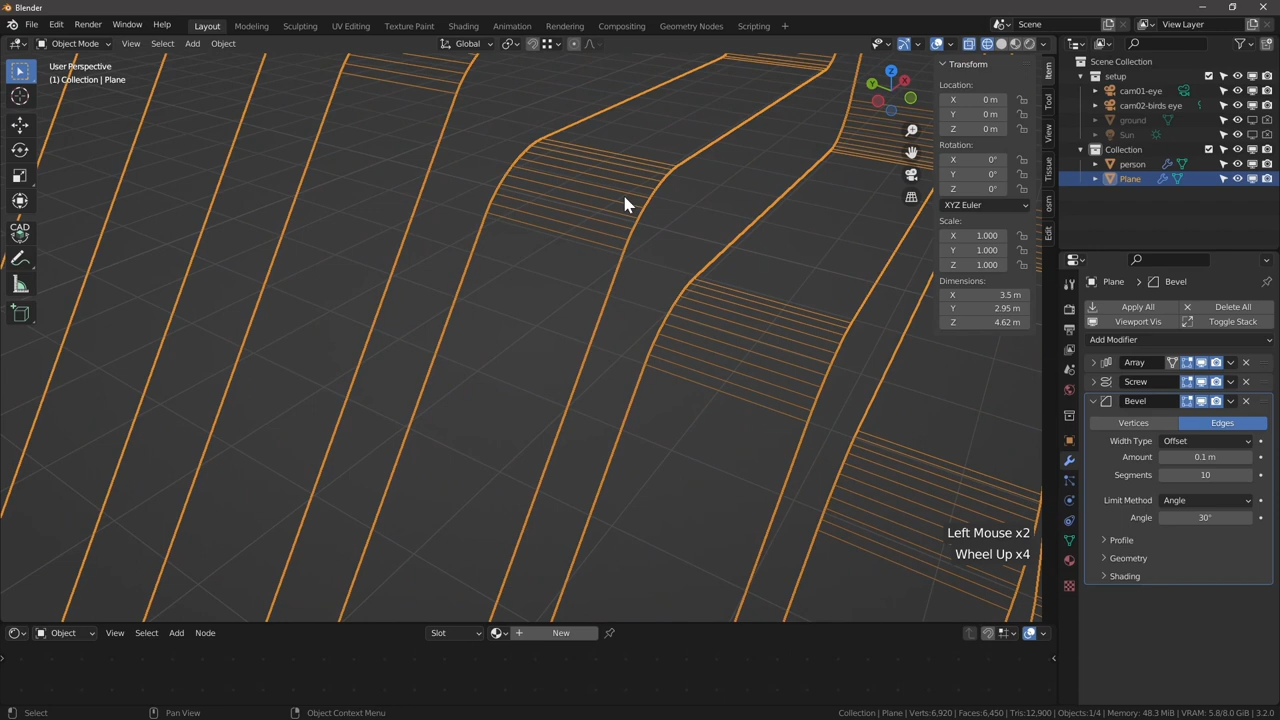 Blender
File Edit Render Window Help
Layout Modeling Sculpting UV Editing Texture Paint Shading Animation Rendering Compositing Geometry Nodes Scripting +
Scene View Layer
Object Mode View Select Add Object Global
User Perspective
(1) Collection | Plane
CAD
X
Y
Z
Transform
Location:
X 0 m
Y 0 m
Z 0 m
Rotation:
X 0°
Y 0°
Z 0°
XYZ Euler
Scale:
X 1.000
Y 1.000
Z 1.000
Dimensions:
X 3.5 m
Y 2.95 m
Z 4.62 m
Item
Tool
View
Tissue
osm
Edit
Left Mouse x2
Wheel Up x4
Scene Collection
setup
cam01-eye
cam02-birds eye
ground
Sun
Collection
person
Plane
Plane > Bevel
Apply All Delete All
Viewport Vis Toggle Stack
Add Modifier
Array
Screw
Bevel
Vertices Edges
Width Type Offset
Amount 0.1 m
Segments 10
Limit Method Angle
Angle 30°
Profile
Geometry
Shading
Object View Select Add Node Slot New
Select Pan View Object Context Menu Collection | Plane | Verts:6,920 | Faces:6,450 | Tris:12,900 | Objects:1/4 | Memory: 48.3 MiB | VRAM: 5.8/8.0 GiB | 3.2.0